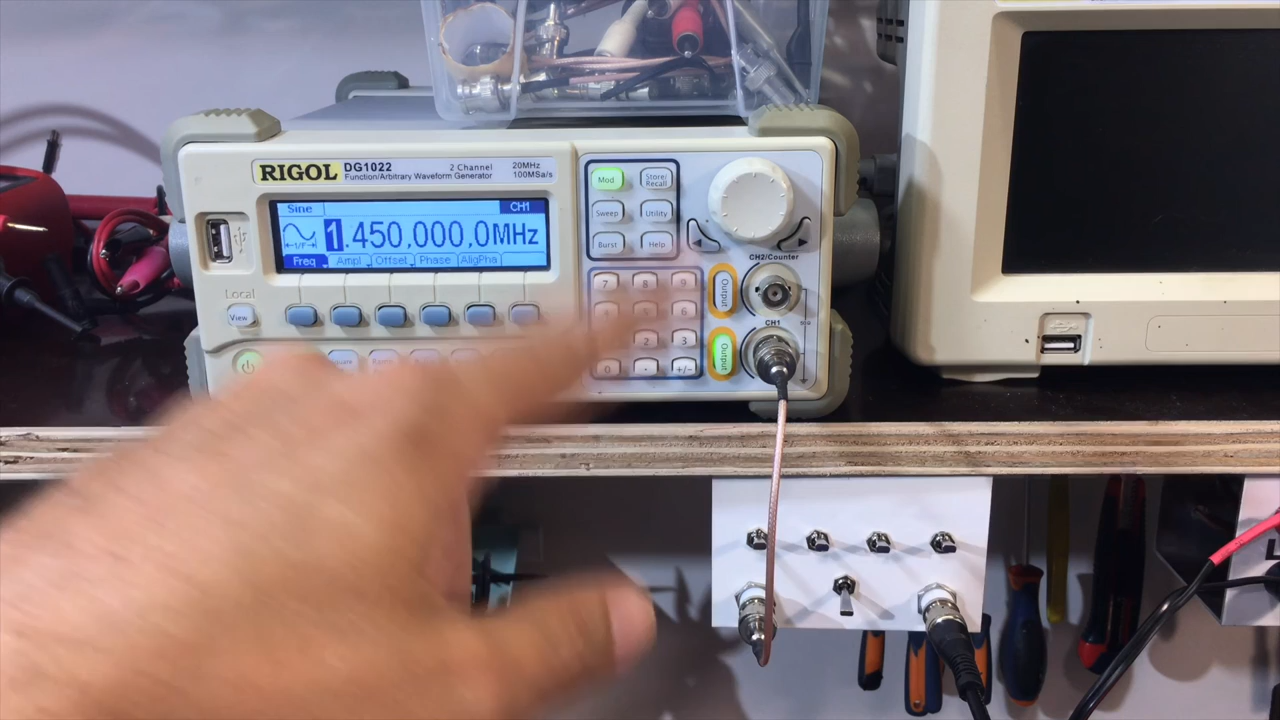 RIGOL DG1022 2 Channel 20MHz
Function/Arbitrary Waveform Generator 100MSa/s
Sine CH1
1.450,000,0MHz
Freq Ampl Offset Phase AligPha
Mod Store/Recall
Sweep Utility
Burst Help
CH2/Counter
Output
CH1
Output
Local
View
7 8 9
6
2 3
0 . +/-
50Ω
L